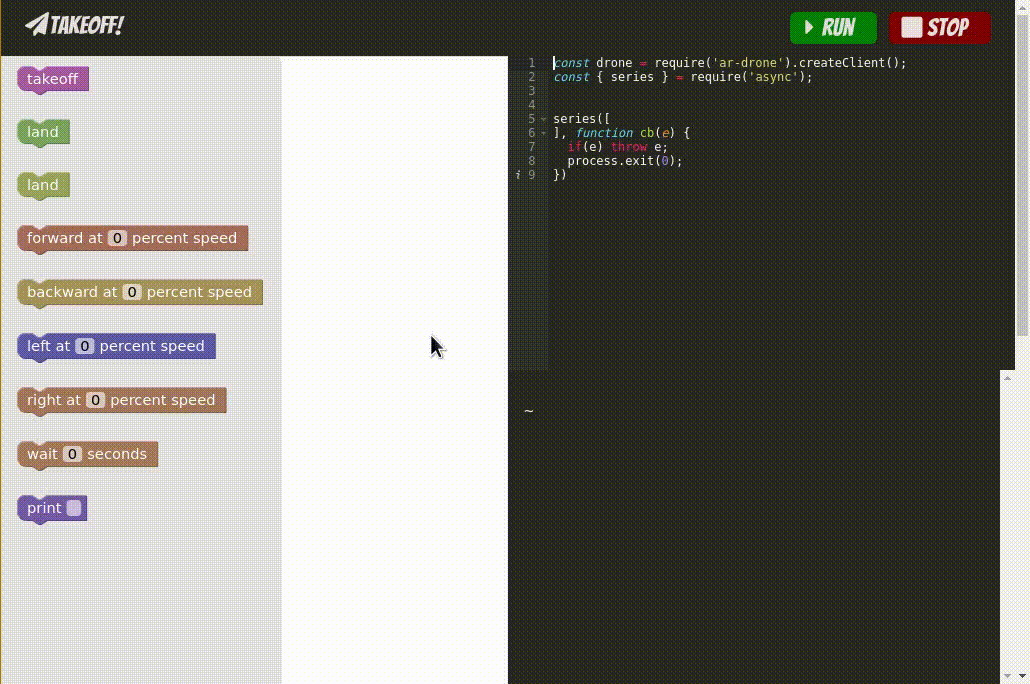 TAKEOFF!
RUN
STOP
takeoff
land
land
forward at 0 percent speed
backward at 0 percent speed
left at 0 percent speed
right at 0 percent speed
wait 0 seconds
print
1 const drone = require('ar-drone').createClient();
2 const { series } = require('async');
3
4
5 series([
6 ], function cb(e) {
7 if(e) throw e;
8 process.exit(0);
i 9 })
~